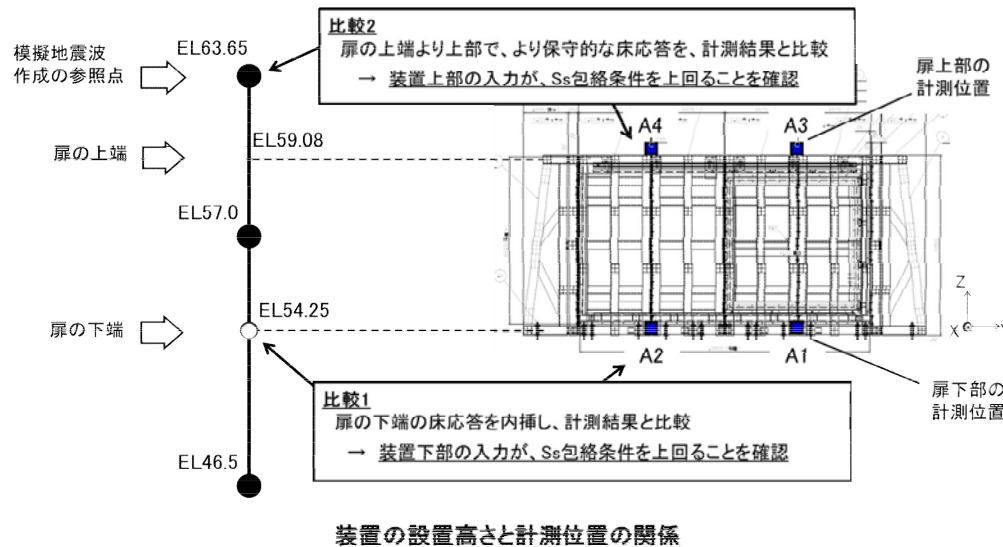 比較2
扉の上端より上部で、より保守的な床応答を、計測結果と比較
→ 装置上部の入力が、Ss包絡条件を上回ることを確認
模擬地震波
作成の参照点
EL63.65
扉上部の
計測位置
A4
A3
EL59.08
扉の上端
EL57.0
EL54.25
扉の下端
Z
X
A2
A1
比較1
扉の下端の床応答を内挿し、計測結果と比較
→ 装置下部の入力が、Ss包絡条件を上回ることを確認
扉下部の
計測位置
EL46.5
装置の設置高さと計測位置の関係